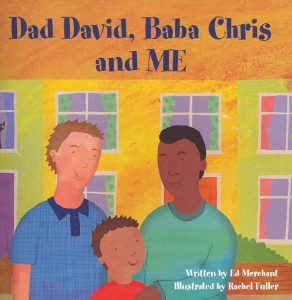 Dad David, Baba Chris
and ME
Written by Ed Merchant
Illustrated by Rachel Fuller